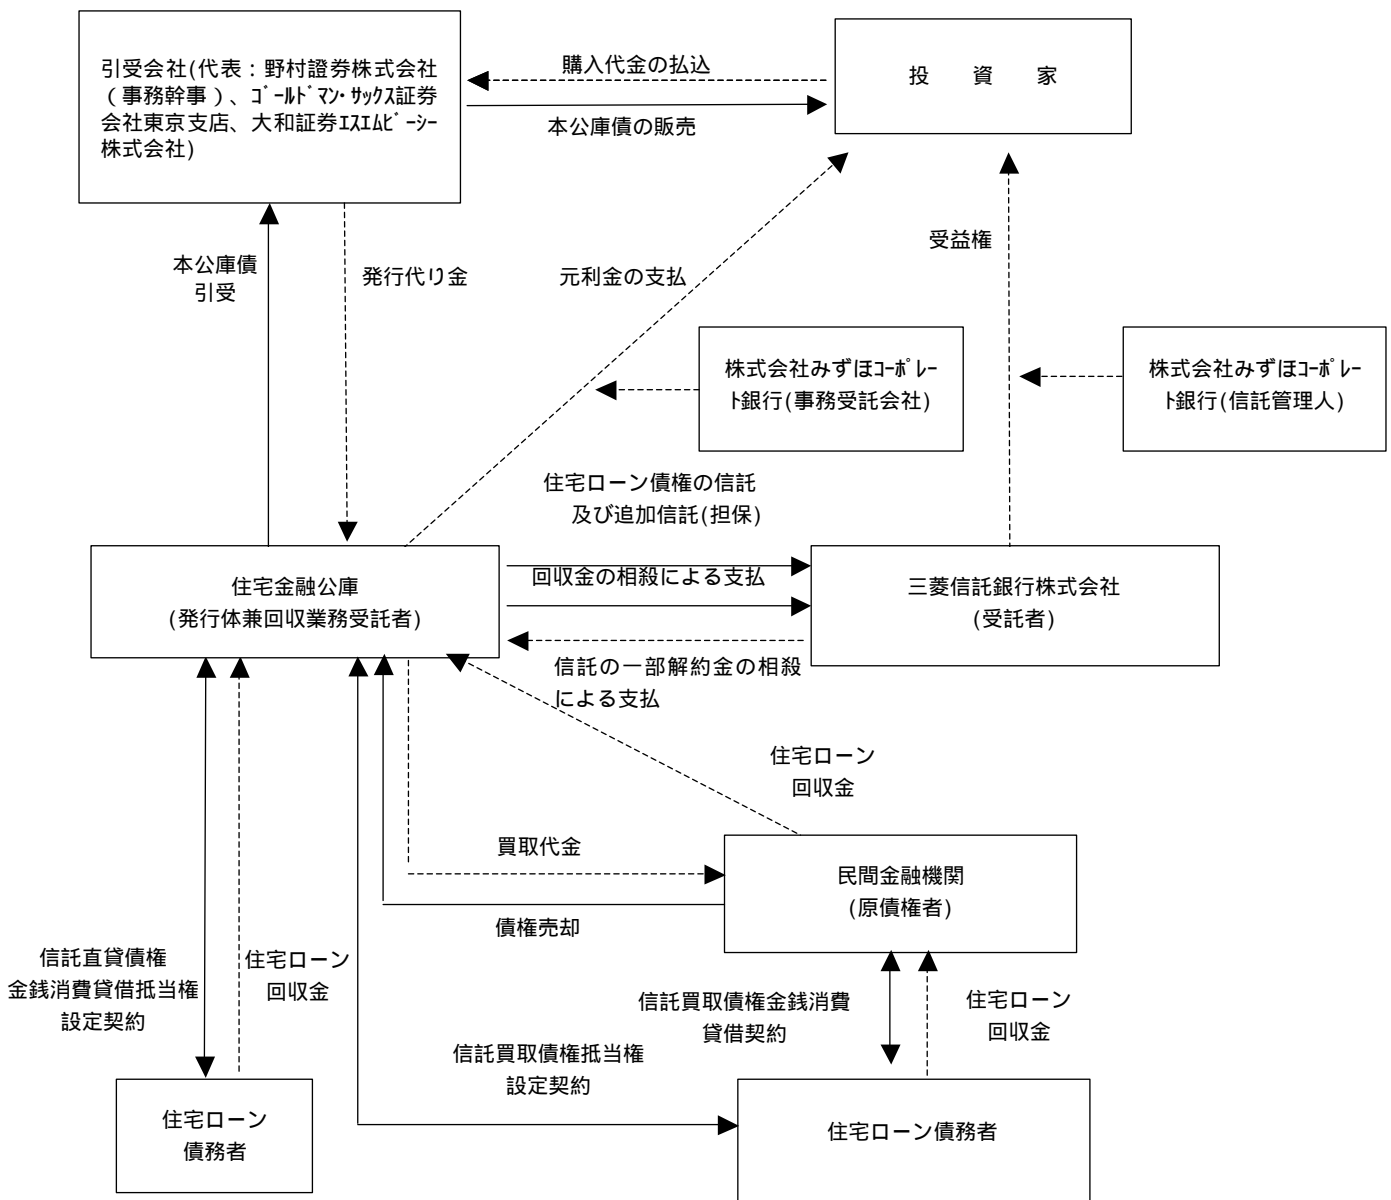 引受会社(代表：野村證券株式会社
（事務幹事）、ｺﾞｰﾙﾄﾞﾏﾝ･ｻｯｸｽ証券
会社東京支店、大和証券ｴｽｴﾑﾋﾞｰｼｰ
株式会社)
購入代金の払込
本公庫債の販売
投　資　家
本公庫債
引受
発行代り金
元利金の支払
受益権
株式会社みずほｺｰﾎﾟﾚｰ
ﾄ銀行(事務受託会社)
株式会社みずほｺｰﾎﾟﾚｰ
ﾄ銀行(信託管理人)
住宅ローン債権の信託
及び追加信託(担保)
住宅金融公庫
(発行体兼回収業務受託者)
回収金の相殺による支払
三菱信託銀行株式会社
(受託者)
信託の一部解約金の相殺
による支払
住宅ローン
回収金
買取代金
民間金融機関
(原債権者)
債権売却
信託直貸債権
金銭消費貸借抵当権
設定契約
住宅ローン
回収金
信託買取債権金銭消費
貸借契約
住宅ローン
回収金
信託買取債権抵当権
設定契約
住宅ローン
債務者
住宅ローン債務者